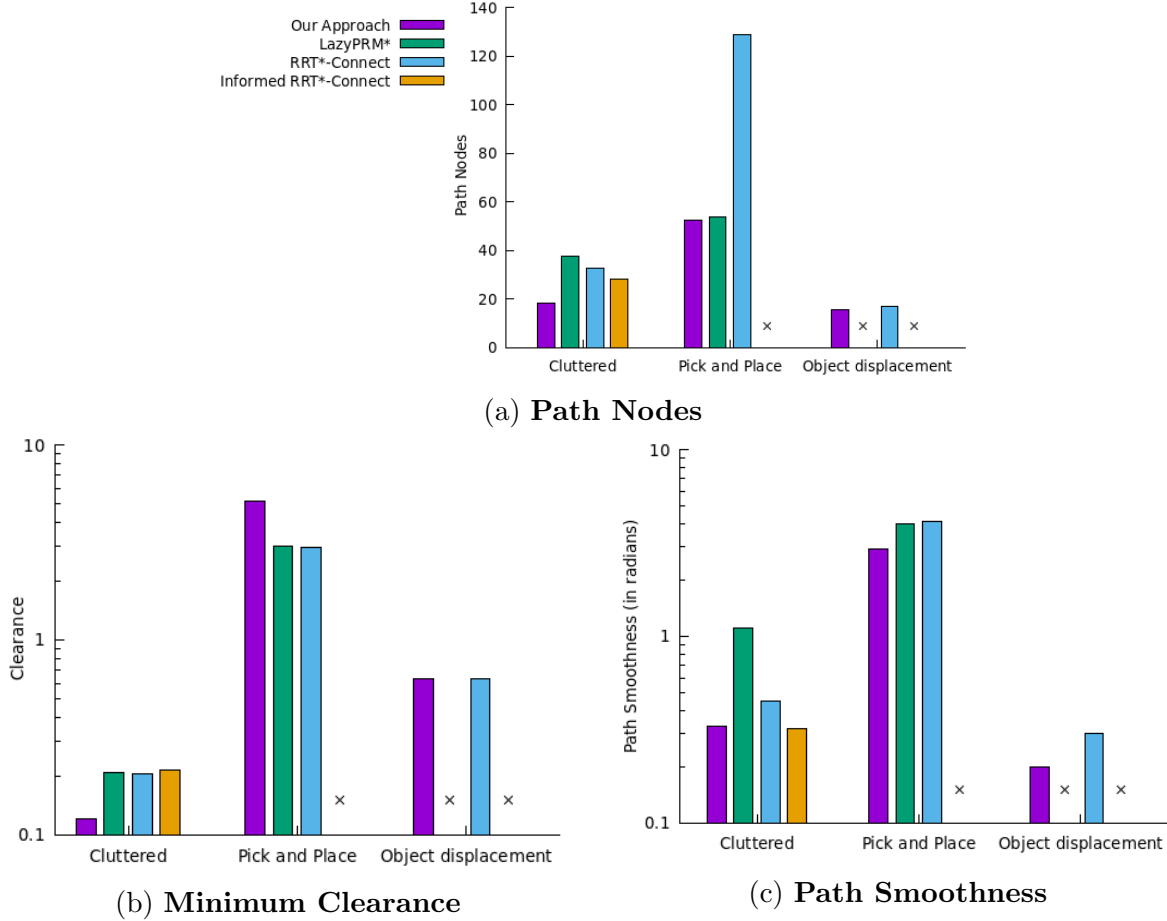 Our Approach
LazyPRM*
RRT*-Connect
Informed RRT*-Connect
140
120
100
80
60
40
20
0
Path Nodes
Cluttered Pick and Place Object displacement
(a) Path Nodes
10
1
0.1
Clearance
Cluttered Pick and Place Object displacement
(b) Minimum Clearance
10
1
0.1
Path Smoothness (in radians)
Cluttered Pick and Place Object displacement
(c) Path Smoothness